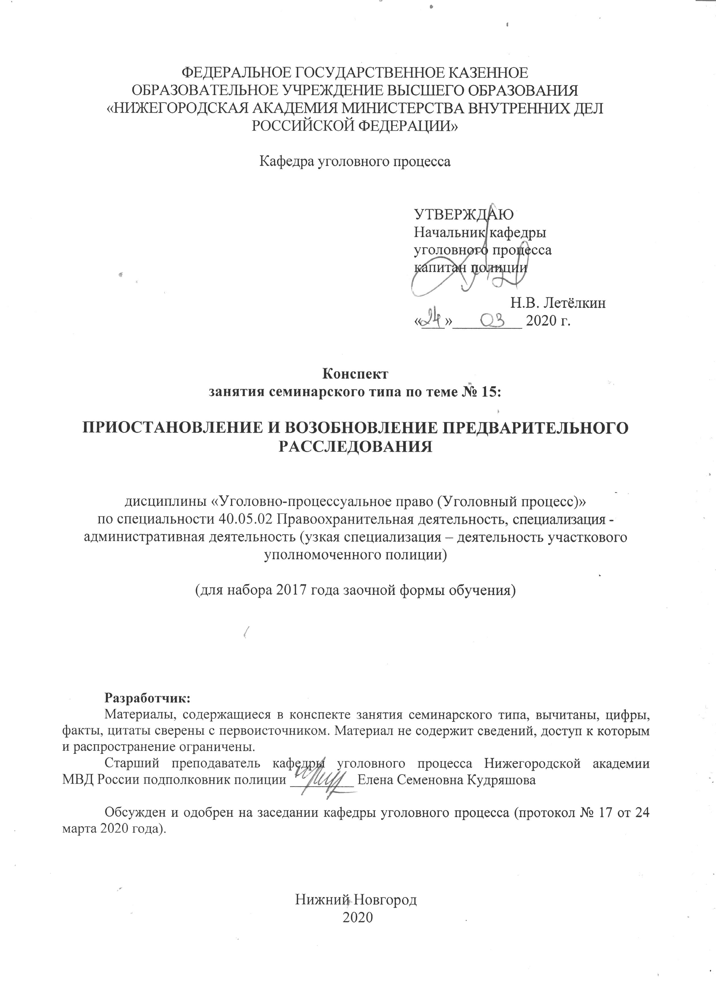 ФЕДЕРАЛЬНОЕ ГОСУДАРСТВЕННОЕ КАЗЕННОЕ
ОБРАЗОВАТЕЛЬНОЕ УЧРЕЖДЕНИЕ ВЫСШЕГО ОБРАЗОВАНИЯ
«НИЖЕГОРОДСКАЯ АКАДЕМИЯ МИНИСТЕРСТВА ВНУТРЕННИХ ДЕЛ
РОССИЙСКОЙ ФЕДЕРАЦИИ»
Кафедра уголовного процесса
УТВЕРЖДАЮ
Начальник кафедры
уголовного процесса
капитан полиции
Н.В. Летёлкин
«24» 03 2020 г.
Конспект
занятия семинарского типа по теме № 15:
ПРИОСТАНОВЛЕНИЕ И ВОЗОБНОВЛЕНИЕ ПРЕДВАРИТЕЛЬНОГО
РАССЛЕДОВАНИЯ
дисциплины «Уголовно-процессуальное право (Уголовный процесс)»
по специальности 40.05.02 Правоохранительная деятельность, специализация -
административная деятельность (узкая специализация – деятельность участкового
уполномоченного полиции)
(для набора 2017 года заочной формы обучения)
Разработчик:
Материалы, содержащиеся в конспекте занятия семинарского типа, вычитаны, цифры,
факты, цитаты сверены с первоисточником. Материал не содержит сведений, доступ к которым
и распространение ограничены.
Старший преподаватель кафедры уголовного процесса Нижегородской академии
МВД России подполковник полиции _________ Елена Семеновна Кудряшова
Обсужден и одобрен на заседании кафедры уголовного процесса (протокол № 17 от 24
марта 2020 года).
Нижний Новгород
2020